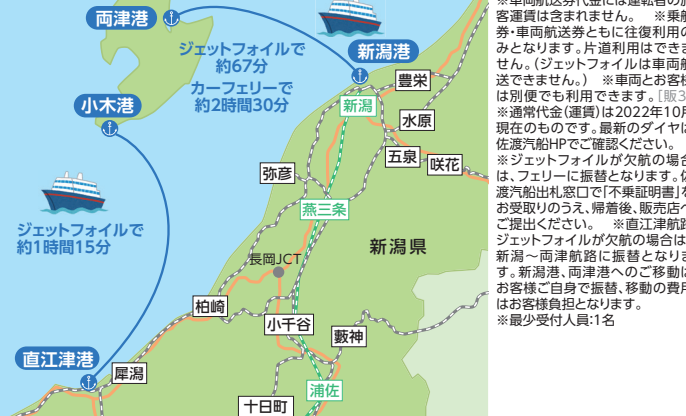 両津港
ジェットフォイルで
約67分
カーフェリーで
約2時間30分
新潟港
豊栄
新潟
水原
五泉
咲花
小木港
弥彦
燕三条
ジェットフォイルで
約1時間15分
新潟県
長岡JCT
柏崎
小千谷
藪神
直江津港
犀潟
浦佐
十日町
※車両航送券代金には運転者の旅
客運賃は含まれません。 ※乗船
券・車両航送券ともに往復利用の
みとなります。片道利用はできま
せん。(ジェットフォイルは車両航
送できません。) ※車両とお客様
は別便でも利用できます。[販3
※通常代金(運賃)は2022年10月
現在のものです。最新のダイヤは
佐渡汽船HPでご確認ください。
※ジェットフォイルが欠航の場合
は、フェリーに振替となります。佐
渡汽船出札窓口で「不乗証明書」を
お受取りのうえ、帰着後、販売店へ
ご提出ください。 ※直江津航路
ジェットフォイルが欠航の場合は
新潟～両津航路に振替となりま
す。新潟港、両津港へのご移動は
お客様ご自身で振替、移動の費用
はお客様負担となります。
※最少受付人員:1名